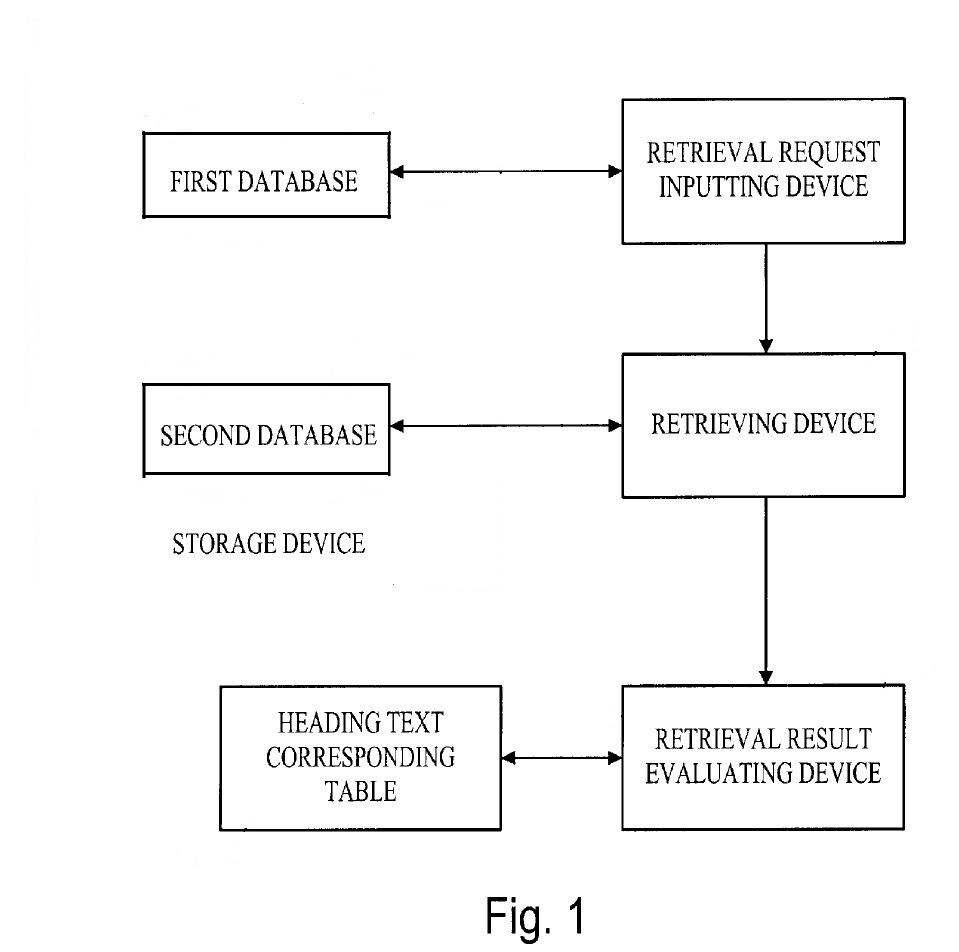 FIRST DATABASE
RETRIEVAL REQUEST
INPUTTING DEVICE
SECOND DATABASE
RETRIEVING DEVICE
STORAGE DEVICE
HEADING TEXT
CORRESPONDING
TABLE
RETRIEVAL RESULT
EVALUATING DEVICE
Fig. 1